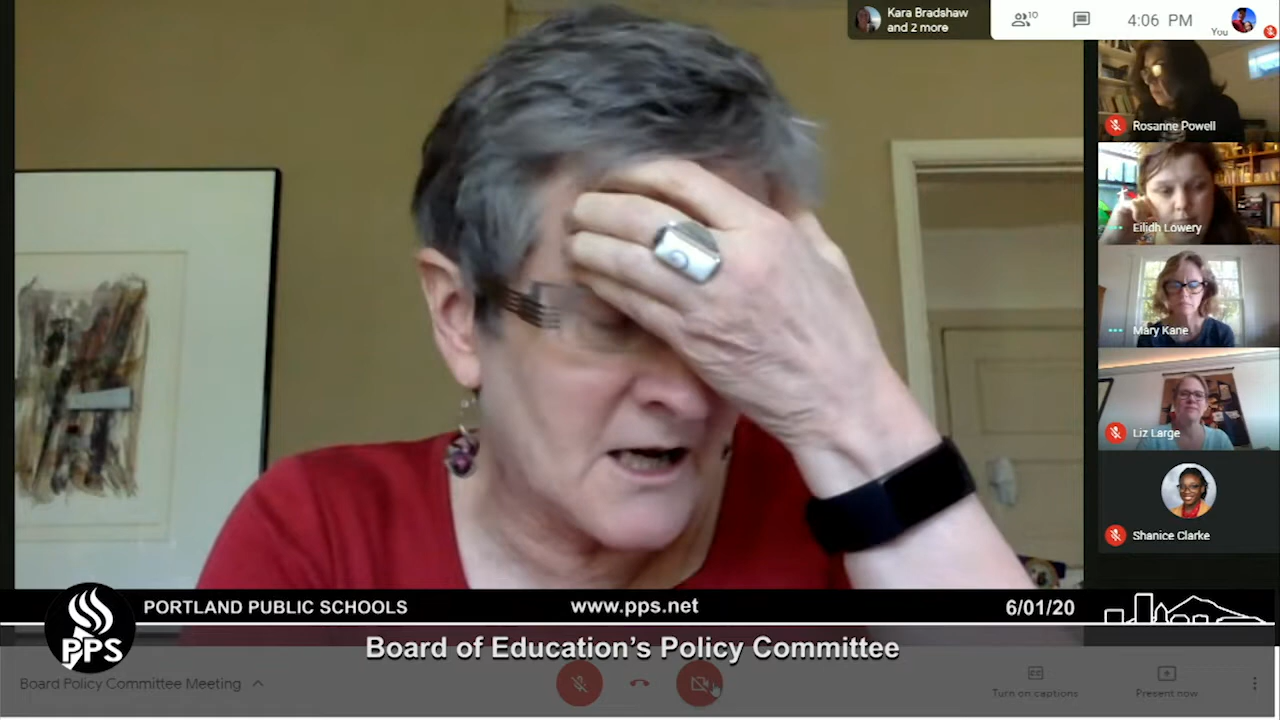 Kara Bradshaw
and 2 more
10
4:06 PM
You
Rosanne Powell
Eilidh Lowery
Mary Kane
Liz Large
Shanice Clarke
PORTLAND PUBLIC SCHOOLS
www.pps.net
6/01/20
PPS
Board of Education's Policy Committee
Board Policy Committee Meeting
Turn on captions
Present now